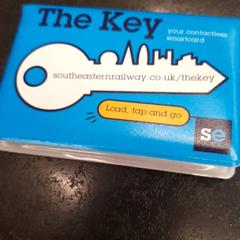 The Key
your contactless
smartcard
southeasternrailway.co.uk/thekey
Load, tap and go
se